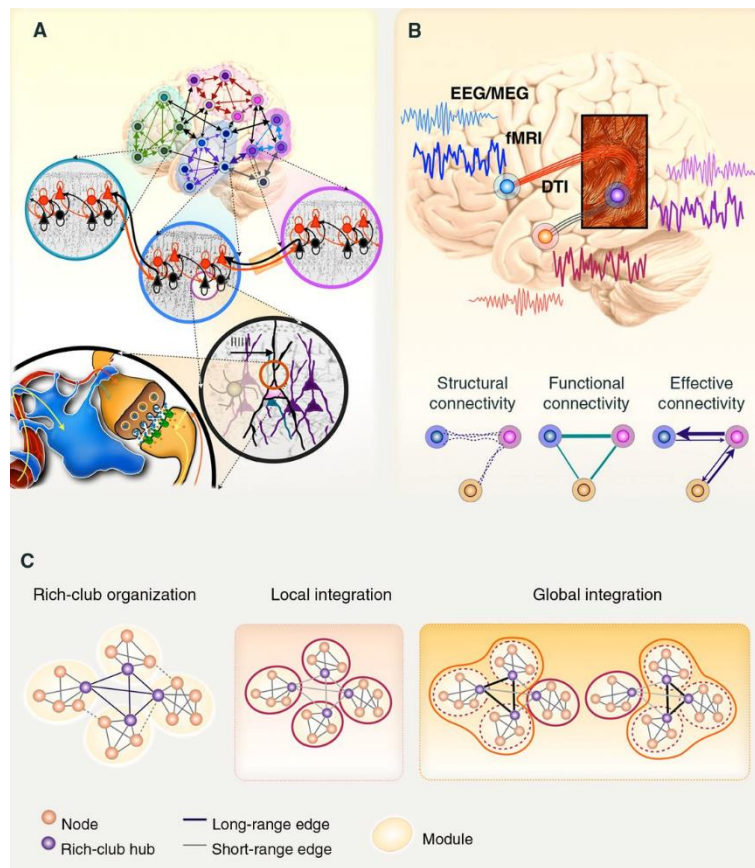 A
B
EEG/MEG
fMRI
DTI
Structural
connectivity
Functional
connectivity
Effective
connectivity
C
Rich-club organization
Local integration
Global integration
Node
Rich-club hub
Long-range edge
Short-range edge
Module